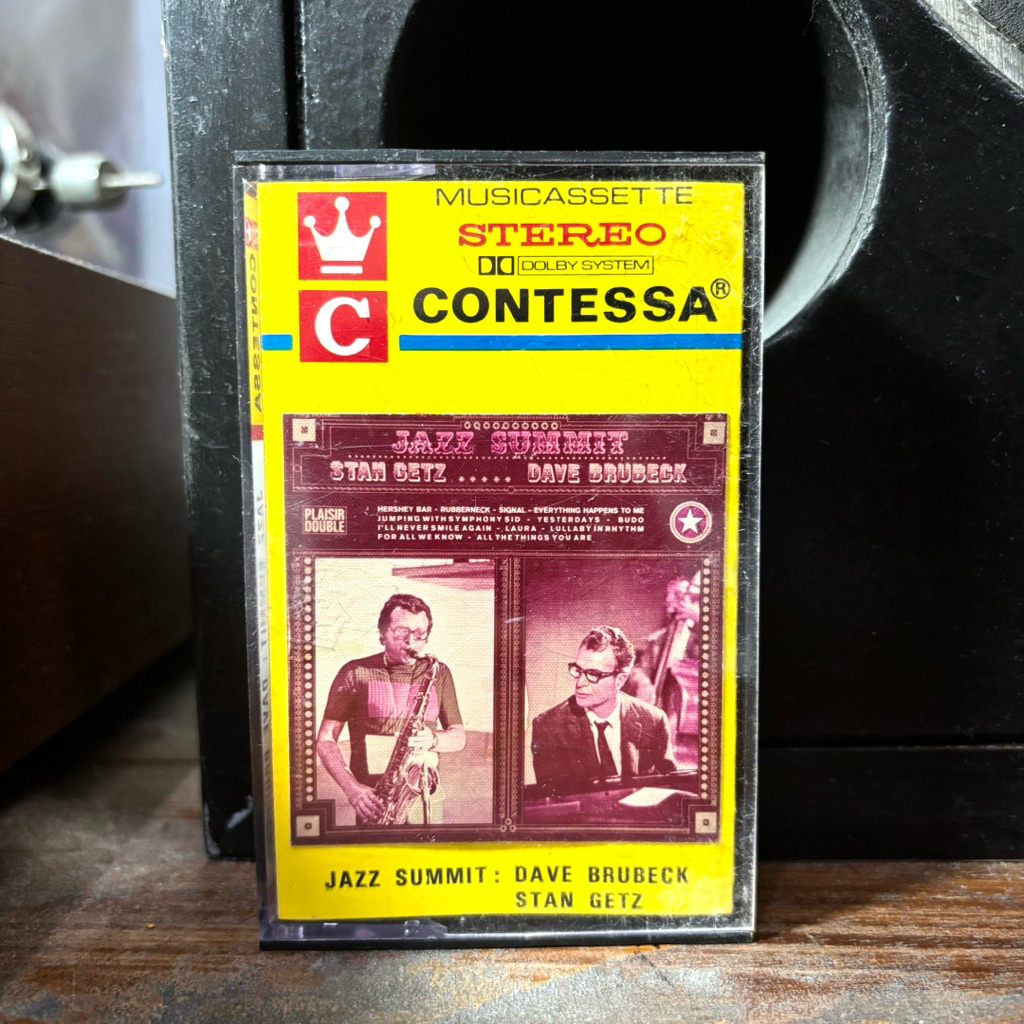 MUSICASSETTE
STEREO
DOLBY SYSTEM
CONTESSA®
C
CONTESSA
JAZZ SUMMIT
STAN GETZ ..... DAVE BRUBECK
PLAISIR
DOUBLE
HERSHEY BAR - RUBBERNECK - SIGNAL - EVERYTHING HAPPENS TO ME
JUMPING WITH SYMPHONY SID - YESTERDAYS - BUDO
I'LL NEVER SMILE AGAIN - LAURA - LULLABY IN RHYTHM
FOR ALL WE KNOW - ALL THE THINGS YOU ARE
JAZZ SUMMIT: DAVE BRUBECK
STAN GETZ